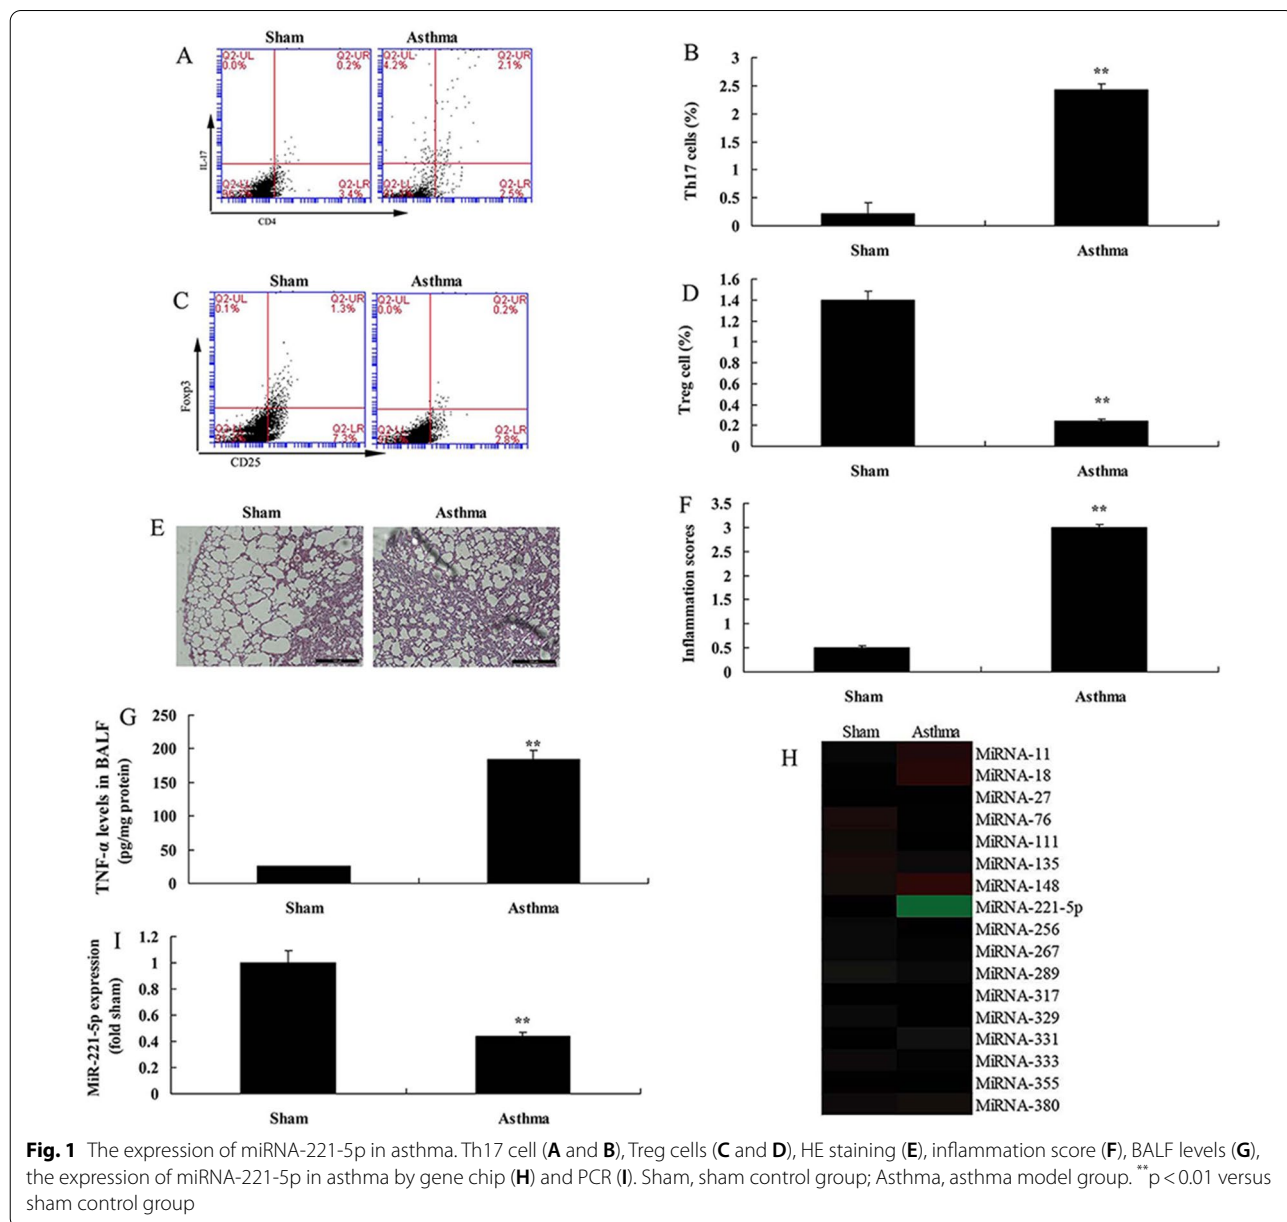 A
Sham
Asthma
Q2-UL
0.0%
Q2-UR
0.2%
Q2-LR
3.4%
Q2-UL
4.2%
Q2-UR
2.1%
Q2-LR
2.5%
IL-17
CD4
B
Th17 cells (%)
3
2.5
2
1.5
1
0.5
0
**
Sham
Asthma
C
Sham
Asthma
Q2-UL
0.1%
Q2-UR
1.3%
Q2-LR
7.3%
Q2-UL
0.0%
Q2-UR
0.2%
Q2-LR
2.8%
Foxp3
CD25
D
Treg cell (%)
1.6
1.4
1.2
1
0.8
0.6
0.4
0.2
0
**
Sham
Asthma
E
Sham
Asthma
F
Inflammation scores
3.5
3
2.5
2
1.5
1
0.5
0
**
Sham
Asthma
G
TNF-α levels in BALF
(pg/mg protein)
250
200
150
100
50
0
**
Sham
Asthma
H
Sham
Asthma
MiRNA-11
MiRNA-18
MiRNA-27
MiRNA-76
MiRNA-111
MiRNA-135
MiRNA-148
MiRNA-221-5p
MiRNA-256
MiRNA-267
MiRNA-289
MiRNA-317
MiRNA-329
MiRNA-331
MiRNA-333
MiRNA-355
MiRNA-380
I
MiR-221-5p expression
(fold sham)
1.2
1
0.8
0.6
0.4
0.2
0
**
Sham
Asthma
Fig. 1 The expression of miRNA-221-5p in asthma. Th17 cell (A and B), Treg cells (C and D), HE staining (E), inflammation score (F), BALF levels (G),
the expression of miRNA-221-5p in asthma by gene chip (H) and PCR (I). Sham, sham control group; Asthma, asthma model group. **p < 0.01 versus
sham control group